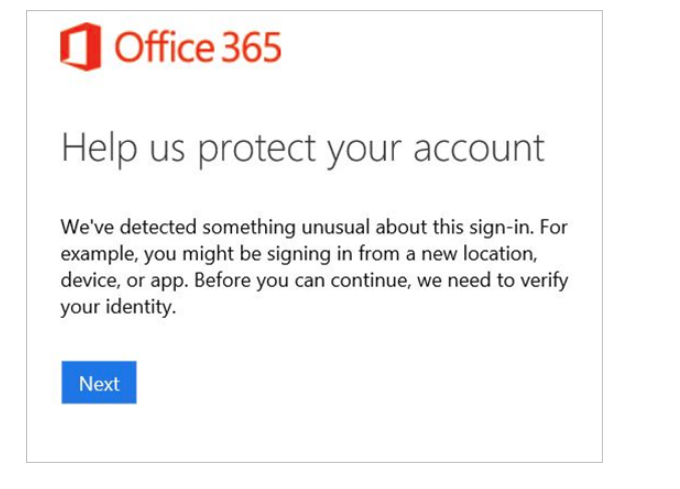 Office 365
Help us protect your account
We've detected something unusual about this sign-in. For
example, you might be signing in from a new location,
device, or app. Before you can continue, we need to verify
your identity.
Next